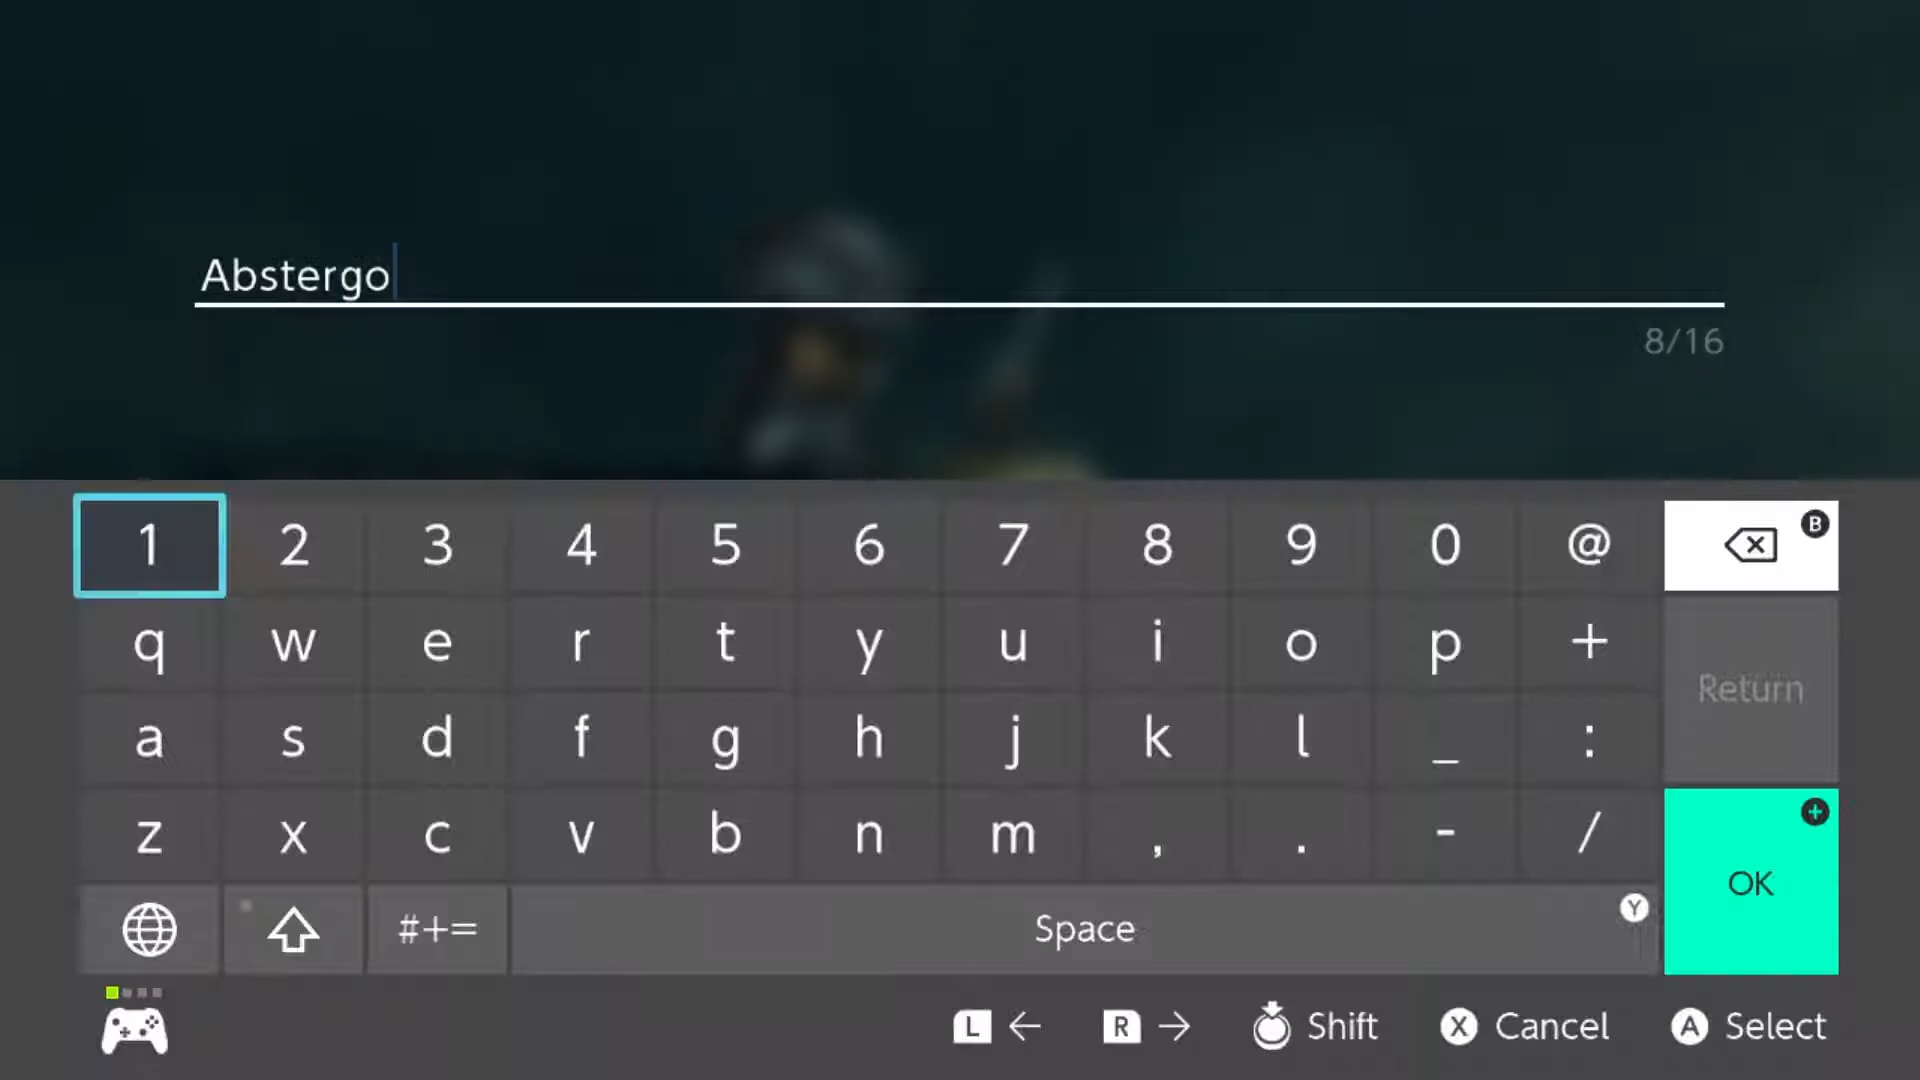 Abstergo
8/16
1 2 3 4 5 6 7 8 9 0 @ B
q w e r t y u i o p +
Return
a s d f g h j k l _ :
z x c v b n m , . - /
+
OK
#+= Space Y
L ← R → Shift X Cancel A Select